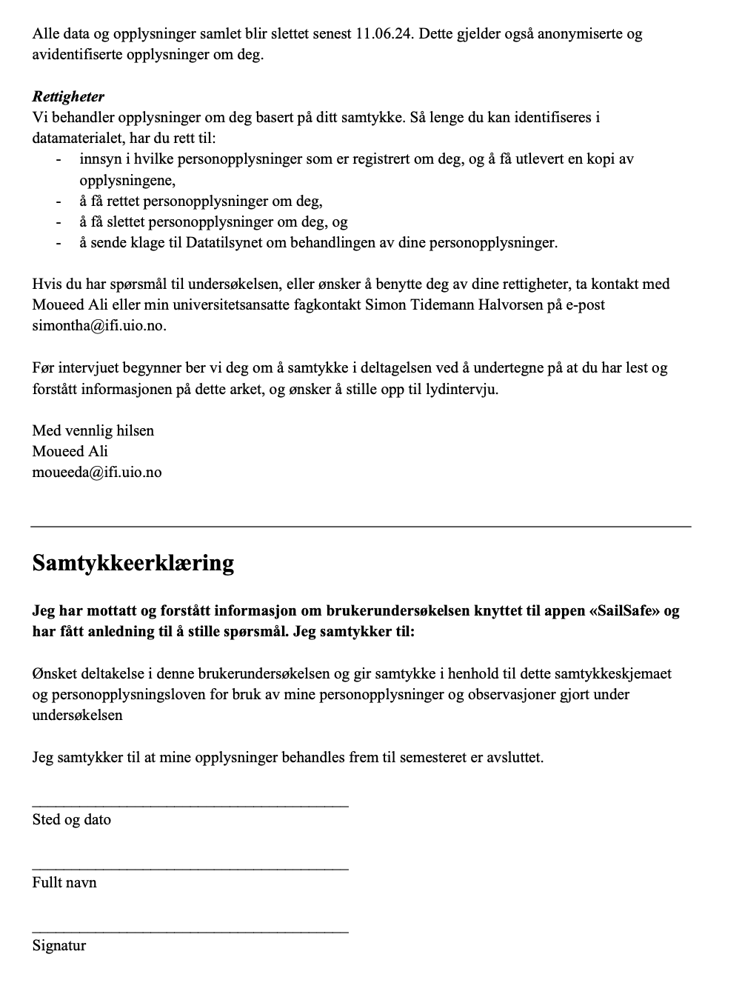 Alle data og opplysninger samlet blir slettet senest 11.06.24. Dette gjelder også anonymiserte og
avidentifiserte opplysninger om deg.
Rettigheter
Vi behandler opplysninger om deg basert på ditt samtykke. Så lenge du kan identifiseres i
datamaterialet, har du rett til:
- innsyn i hvilke personopplysninger som er registrert om deg, og å få utlevert en kopi av
opplysningene,
- å få rettet personopplysninger om deg,
- å få slettet personopplysninger om deg, og
- å sende klage til Datatilsynet om behandlingen av dine personopplysninger.
Hvis du har spørsmål til undersøkelsen, eller ønsker å benytte deg av dine rettigheter, ta kontakt med
Moueed Ali eller min universitetsansatte fagkontakt Simon Tidemann Halvorsen på e-post
simontha@ifi.uio.no.
Før intervjuet begynner ber vi deg om å samtykke i deltagelsen ved å undertegne på at du har lest og
forstått informasjonen på dette arket, og ønsker å stille opp til lydintervju.
Med vennlig hilsen
Moueed Ali
moueeda@ifi.uio.no
Samtykkeerklæring
Jeg har mottatt og forstått informasjon om brukerundersøkelsen knyttet til appen «SailSafe» og
har fått anledning til å stille spørsmål. Jeg samtykker til:
Ønsket deltakelse i denne brukerundersøkelsen og gir samtykke i henhold til dette samtykkeskjemaet
og personopplysningsloven for bruk av mine personopplysninger og observasjoner gjort under
undersøkelsen
Jeg samtykker til at mine opplysninger behandles frem til semesteret er avsluttet.
Sted og dato
Fullt navn
Signatur